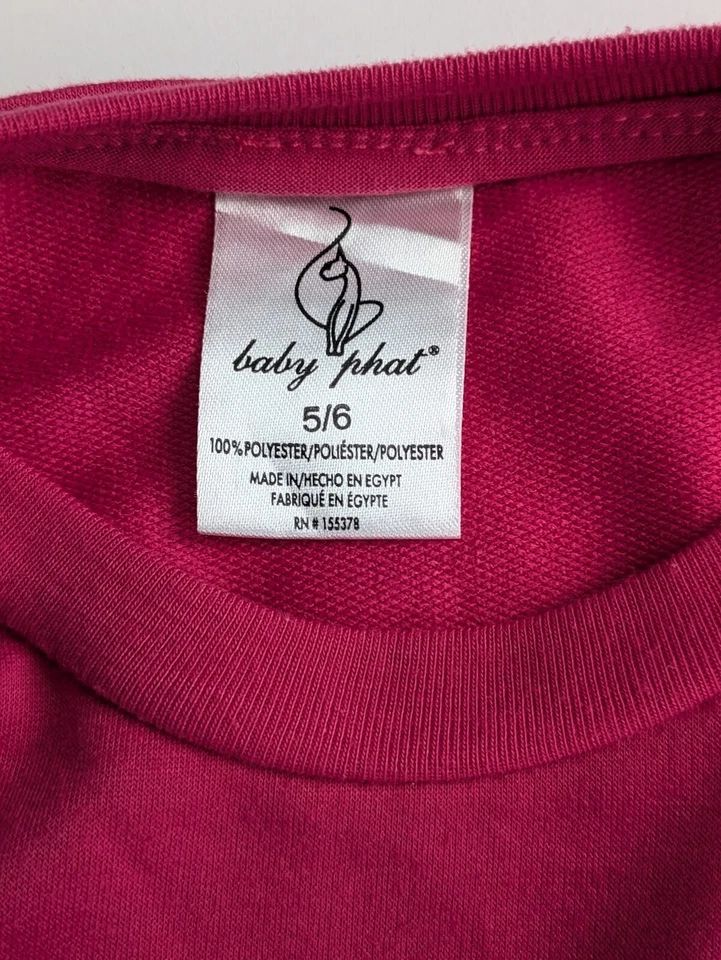 baby phat®
5/6
100% POLYESTER/POLIÉSTER/POLYESTER
MADE IN/HECHO EN EGYPT
FABRIQUÉ EN ÉGYPTE
RN # 155378